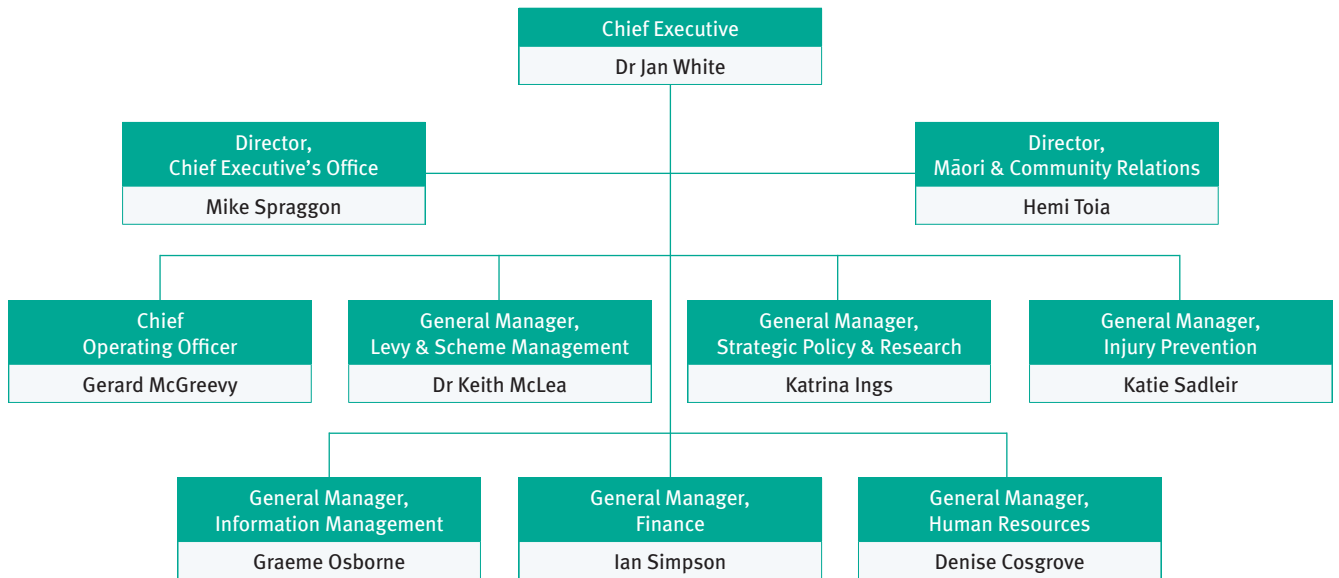 Chief Executive
Dr Jan White
Director,
Chief Executive’s Office
Mike Spraggon
Director,
Māori & Community Relations
Hemi Toia
Chief
Operating Officer
Gerard McGreevy
General Manager,
Levy & Scheme Management
Dr Keith McLea
General Manager,
Strategic Policy & Research
Katrina Ings
General Manager,
Injury Prevention
Katie Sadleir
General Manager,
Information Management
Graeme Osborne
General Manager,
Finance
Ian Simpson
General Manager,
Human Resources
Denise Cosgrove